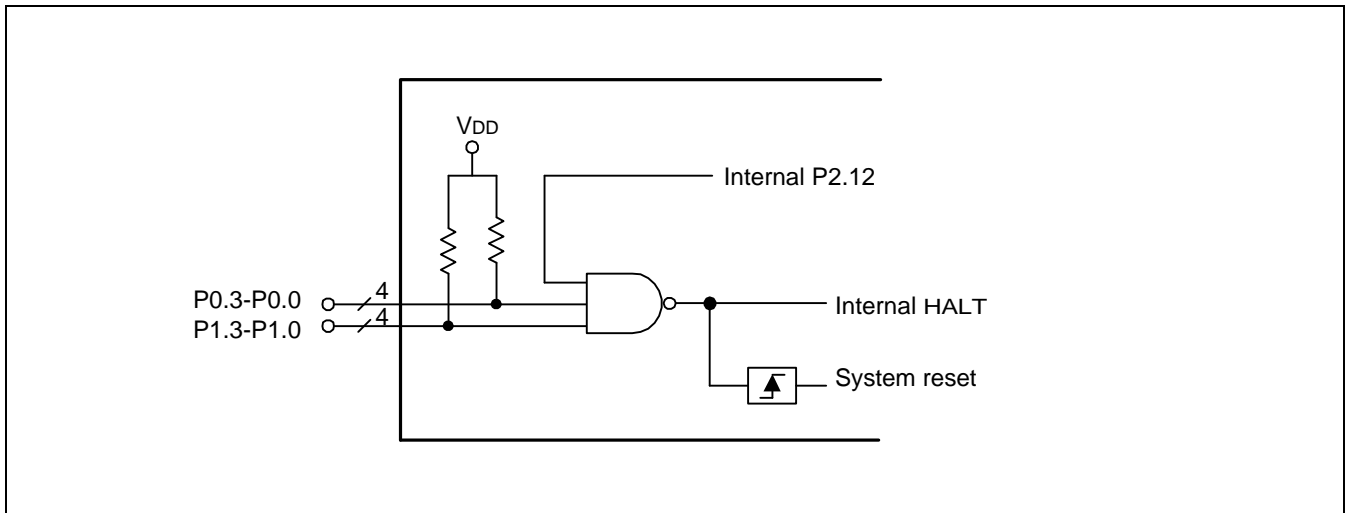 VDD
Internal P2.12
P0.3-P0.0
4
P1.3-P1.0
4
Internal HALT
System reset